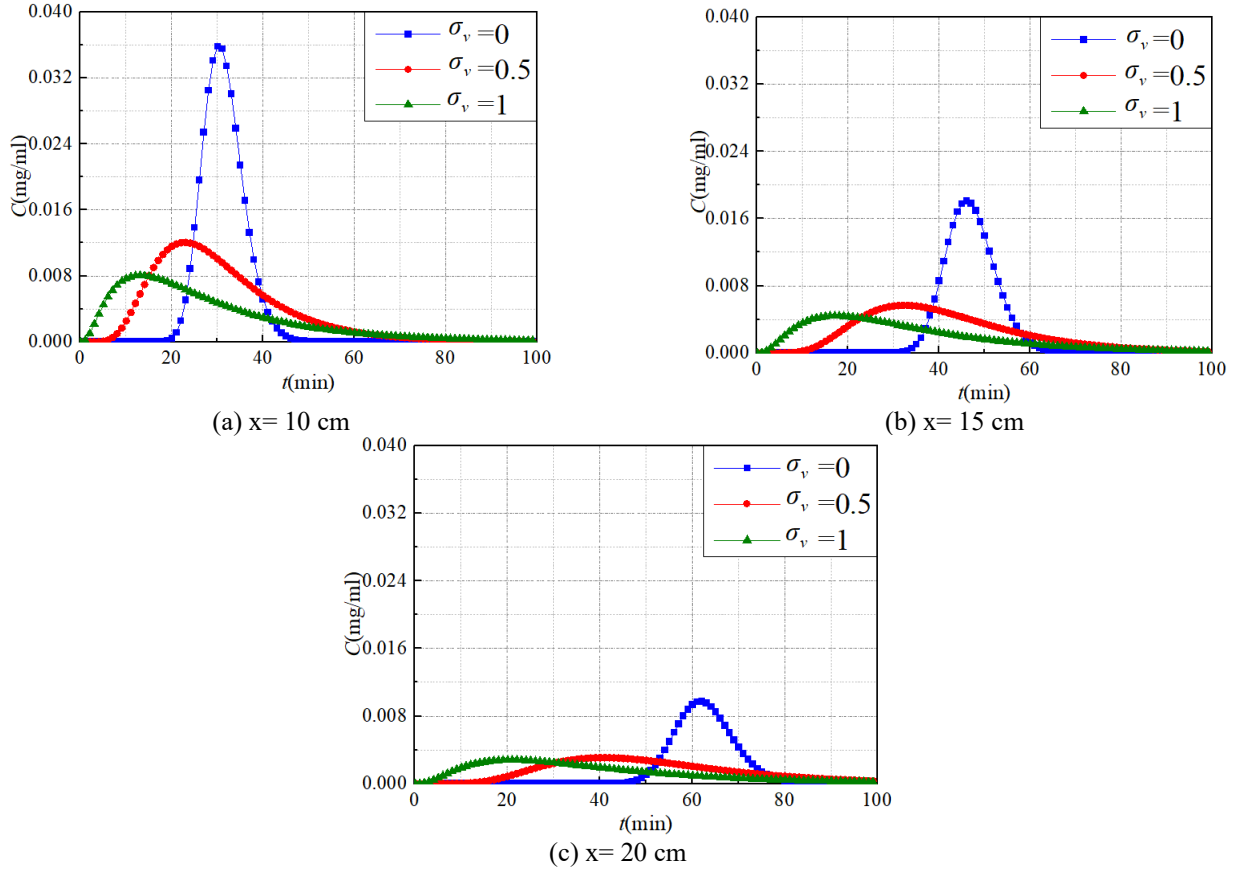 0.040
0.032
0.024
0.016
0.008
0.000
C(mg/ml)
σv =0
σv =0.5
σv =1
0 20 40 60 80 100
t(min)
(a) x= 10 cm
0.040
0.032
0.024
0.016
0.008
0.000
C(mg/ml)
σv =0
σv =0.5
σv =1
0 20 40 60 80 100
t(min)
(b) x= 15 cm
0.040
0.032
0.024
0.016
0.008
0.000
C(mg/ml)
σv =0
σv =0.5
σv =1
0 20 40 60 80 100
t(min)
(c) x= 20 cm